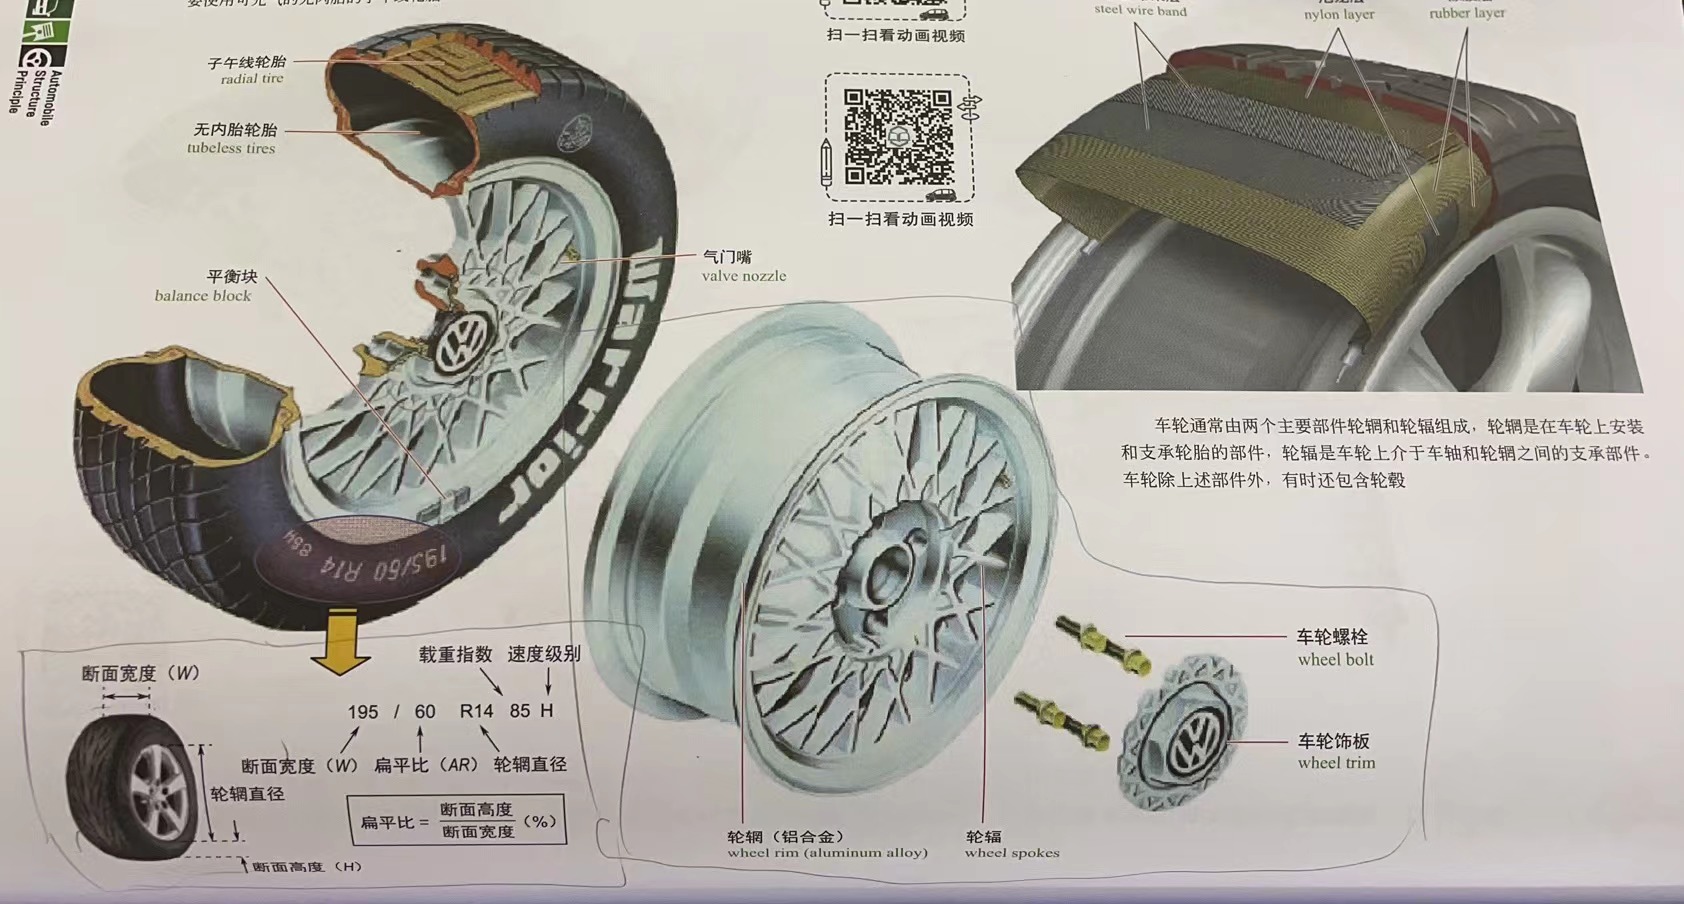 Automobile
Structure
Principle
子午线轮胎
radial tire
无内胎轮胎
tubeless tires
平衡块
balance block
气门嘴
valve nozzle
Warrior
195/60 R14 85H
扫一扫看动画视频
扫一扫看动画视频
steel wire band
nylon layer
rubber layer
车轮通常由两个主要部件轮辋和轮辐组成，轮辋是在车轮上安装
和支承轮胎的部件，轮辐是车轮上介于车轴和轮辋之间的支承部件。
车轮除上述部件外，有时还包含轮毂
断面宽度（W）
载重指数 速度级别
195 / 60 R14 85 H
断面宽度（W） 扁平比（AR） 轮辋直径
轮辋直径
扁平比 = 断面高度 / 断面宽度 （%）
断面高度（H）
轮辋（铝合金）
wheel rim (aluminum alloy)
轮辐
wheel spokes
车轮螺栓
wheel bolt
车轮饰板
wheel trim